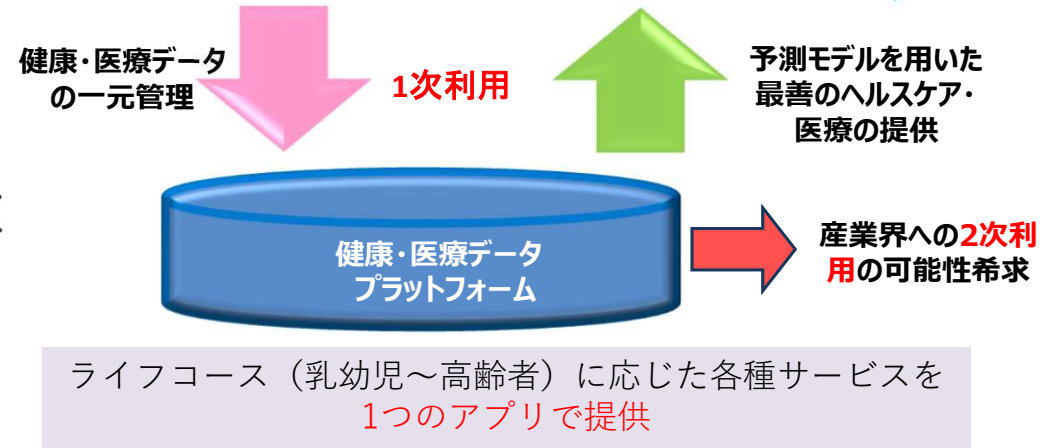 健康・医療データ
の一元管理
1次利用
予測モデルを用いた
最善のヘルスケア・
医療の提供
健康・医療データ
プラットフォーム
産業界への2次利
用の可能性希求
ライフコース（乳幼児～高齢者）に応じた各種サービスを
1つのアプリで提供